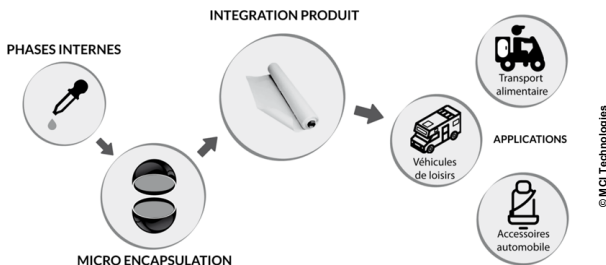 INTEGRATION PRODUIT
PHASES INTERNES
MICRO ENCAPSULATION
Transport
alimentaire
Véhicules
de loisirs
APPLICATIONS
Accessoires
automobile
© MCI Technologies